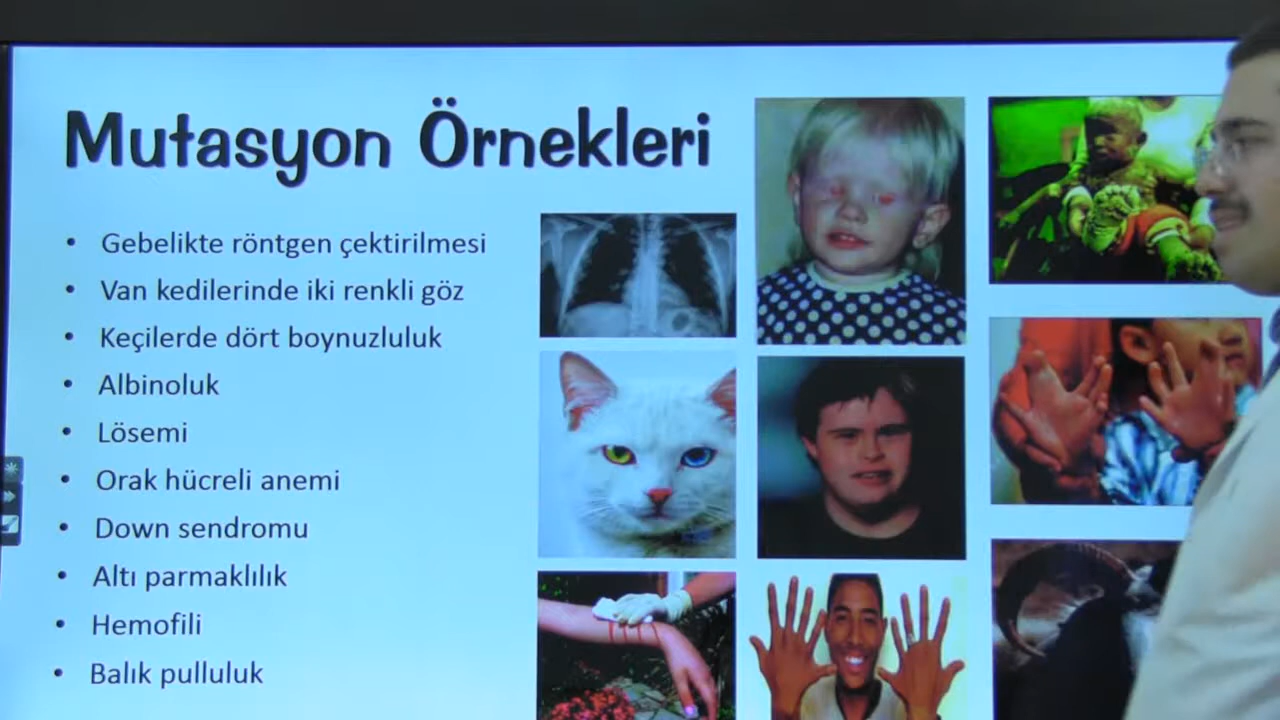 Mutasyon Örnekleri
• Gebelikte röntgen çektirilmesi
• Van kedilerinde iki renkli göz
• Keçilerde dört boynuzluluk
• Albinoluk
• Lösemi
• Orak hücreli anemi
• Down sendromu
• Altı parmaklılık
• Hemofili
• Balık pulluluk